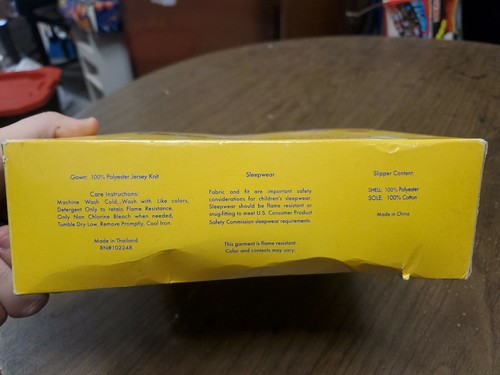 Gown: 100% Polyester Jersey Knit
Care Instructions:
Machine Wash Cold, Wash with Like colors,
Detergent Only to retain Flame Resistance,
Only Non Chlorine Bleach when needed,
Tumble Dry Low, Remove Promptly, Cool Iron.
Made in Thailand
RN#102248
Sleepwear
Fabric and fit are important safety
considerations for children's sleepwear.
Sleepwear should be flame resistant or
snug-fitting to meet U.S. Consumer Product
Safety Commission sleepwear requirements.
This garment is flame resistant
Color and contents may vary.
Slipper Content:
SHELL: 100% Polyester
SOLE: 100% Cotton
Made in China